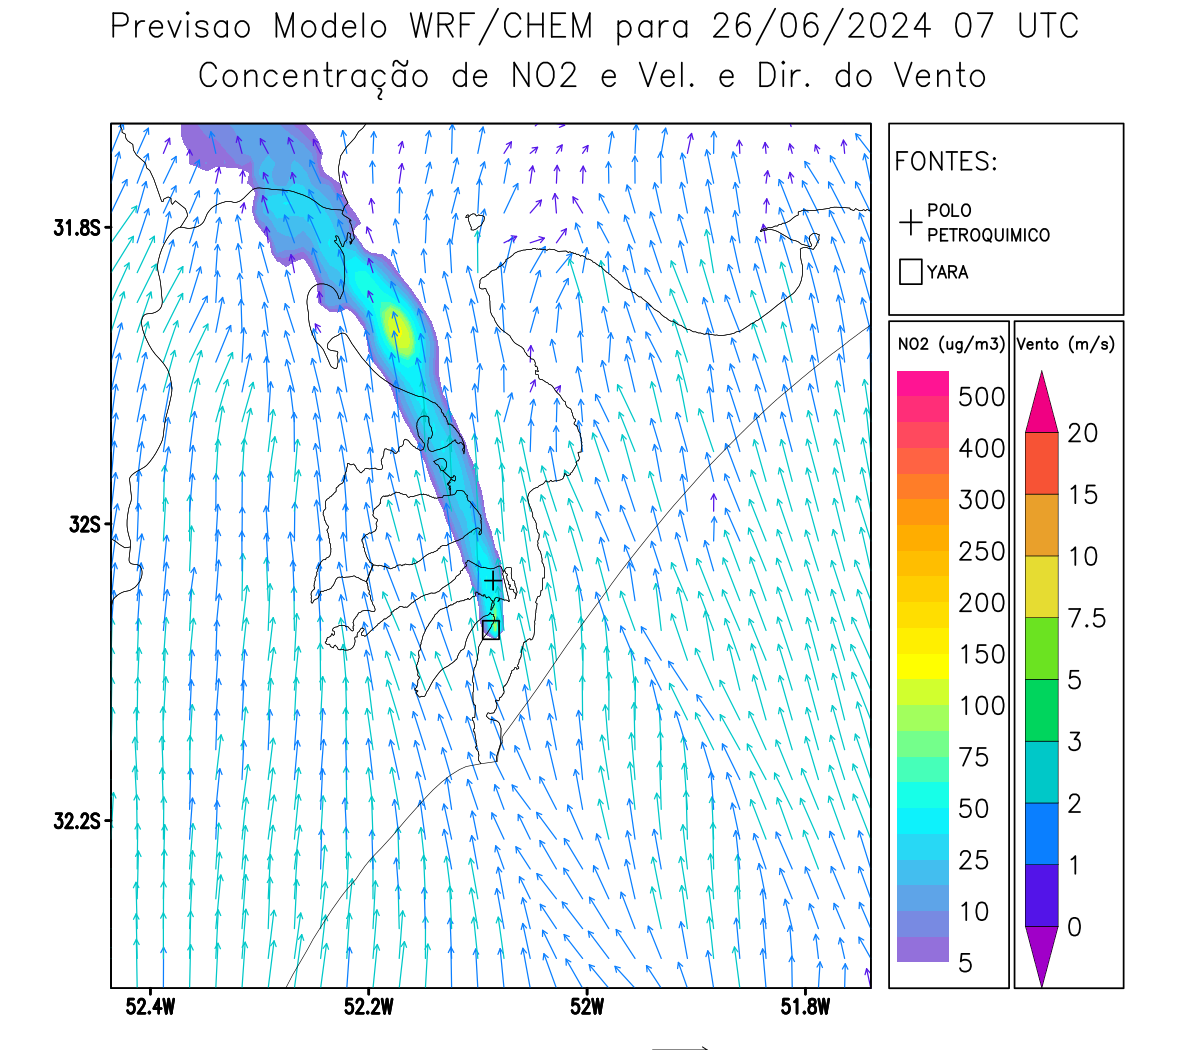 Previsao Modelo WRF/CHEM para 26/06/2024 07 UTC
Concentração de NO2 e Vel. e Dir. do Vento
FONTES:
POLO
PETROQUIMICO
YARA
31.8S
32S
32.2S
52.4W
52.2W
52W
51.8W
NO2 (ug/m3)
500
400
300
250
200
150
100
75
50
25
10
5
Vento (m/s)
20
15
10
7.5
5
3
2
1
0